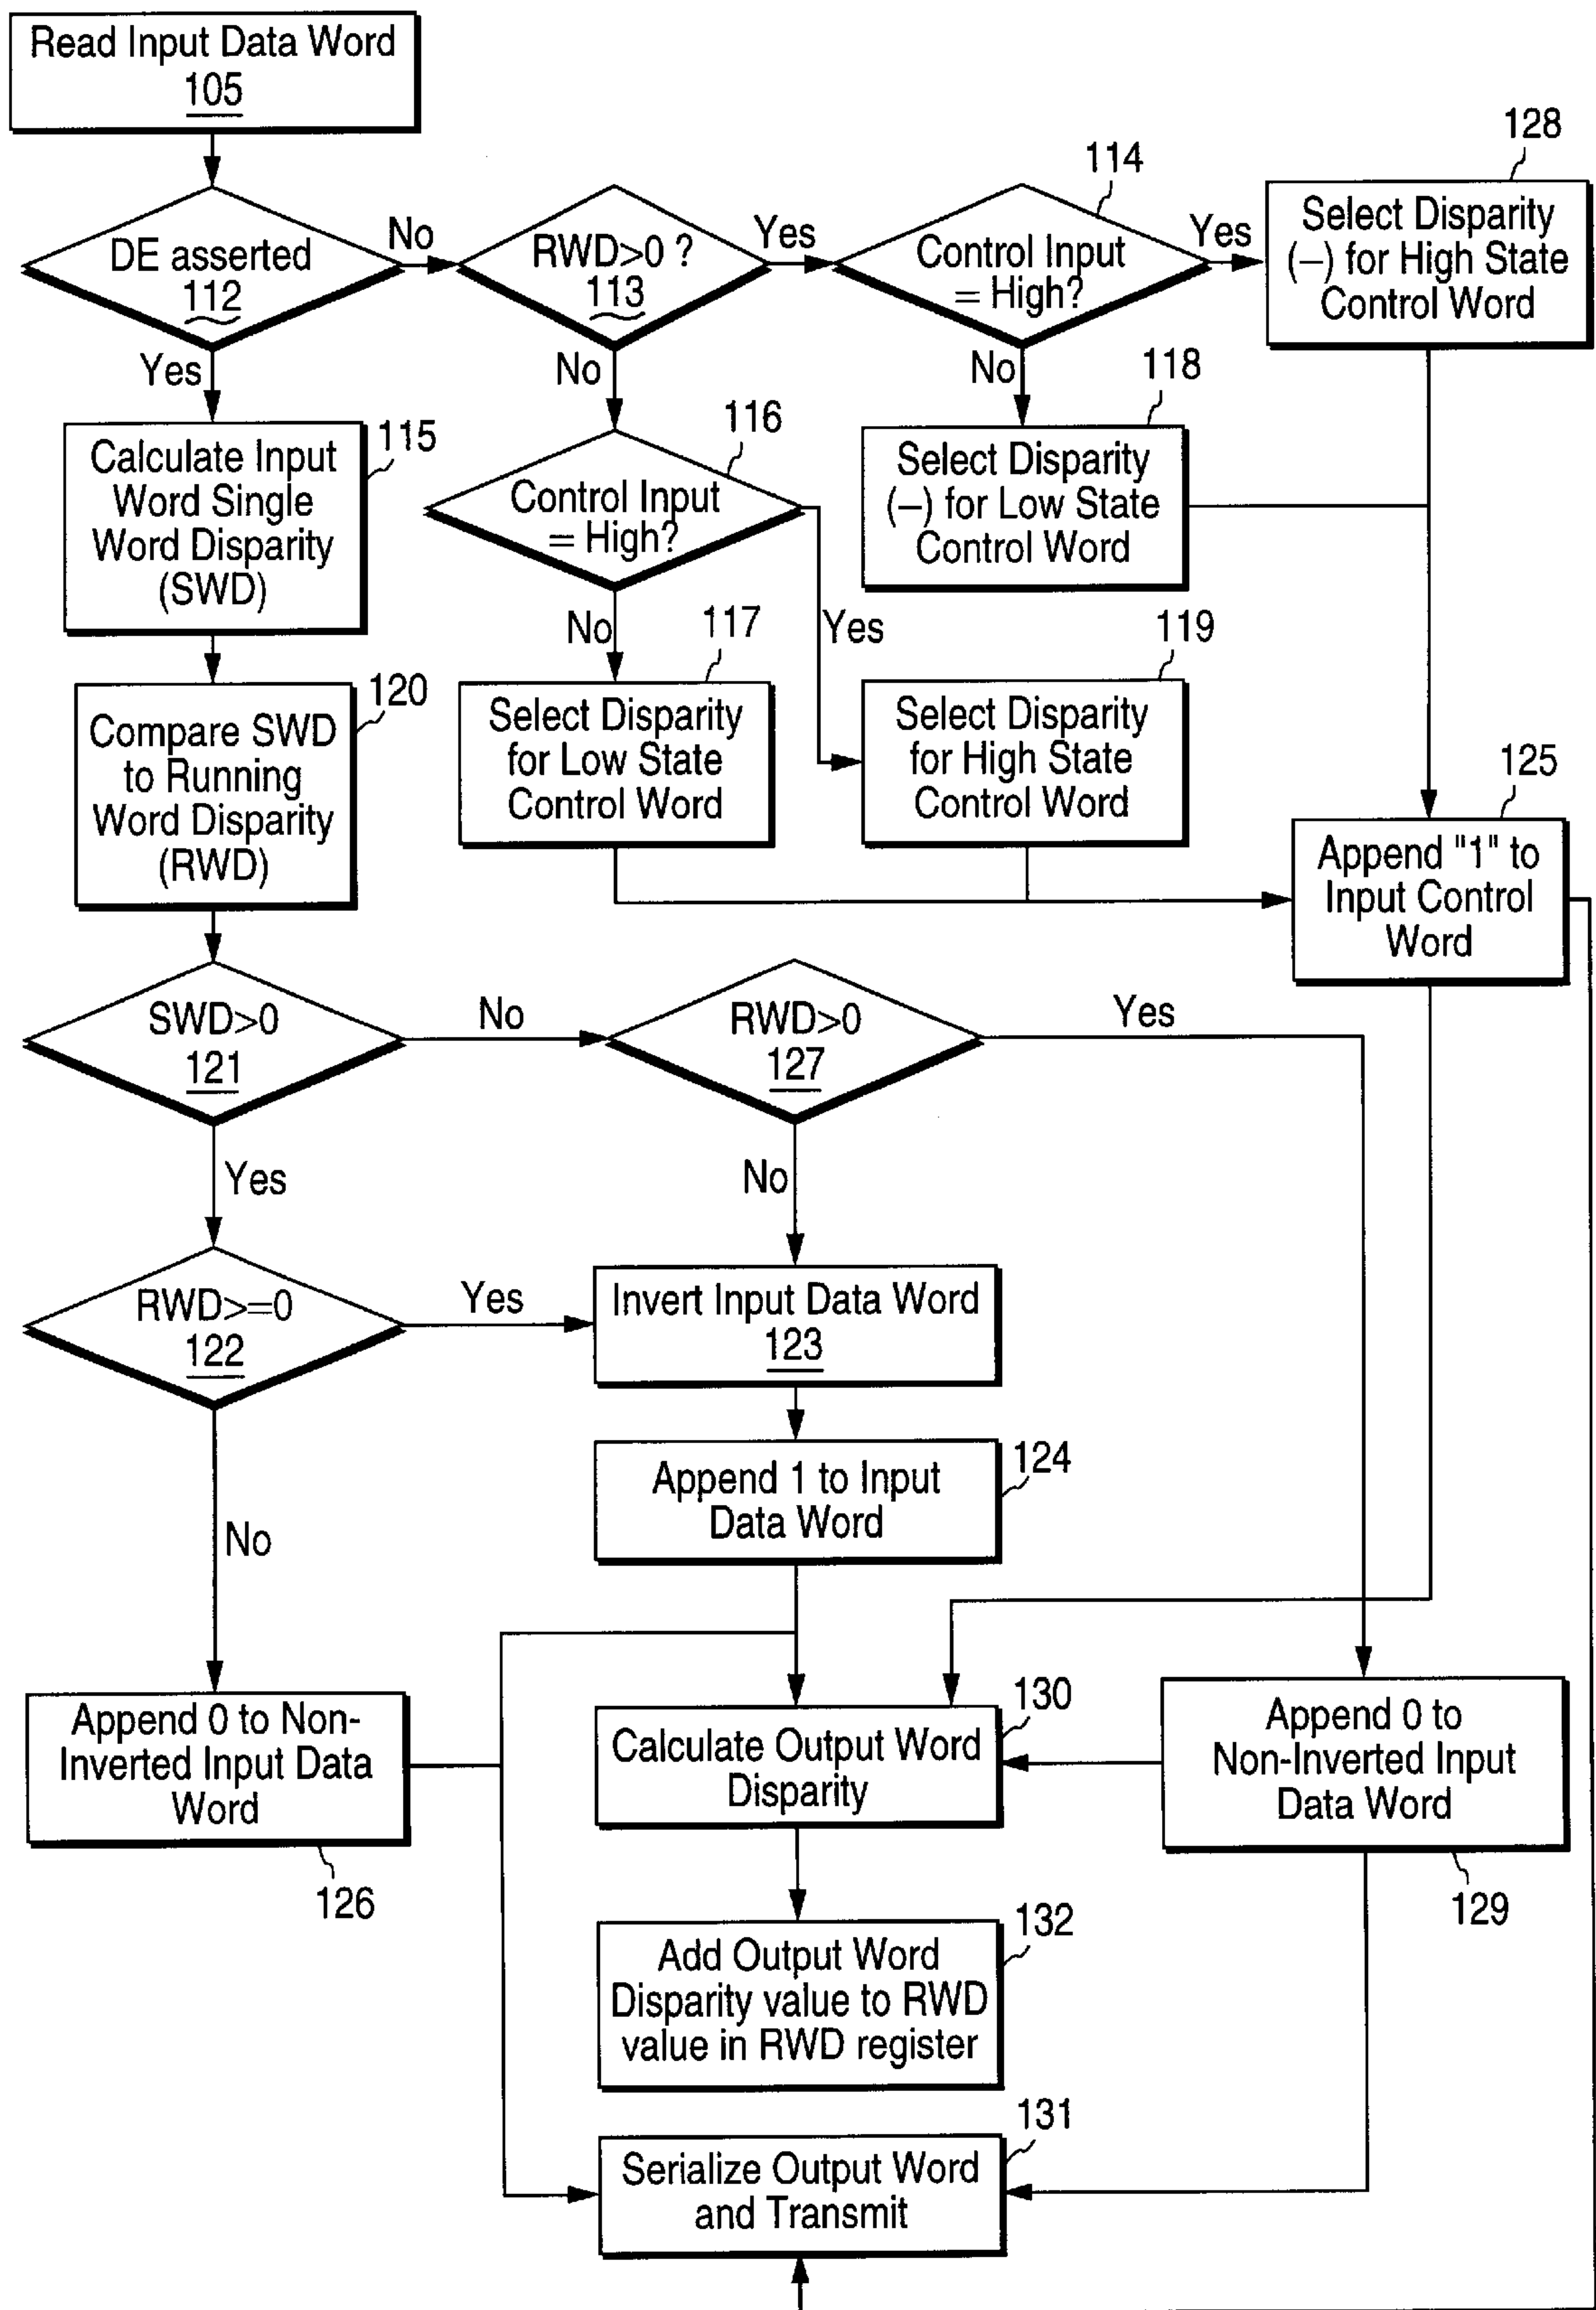 Read Input Data Word
105
DE asserted
112
No
Yes
RWD>0 ?
113
Yes
No
114
Control Input
= High?
Yes
No
128
Select Disparity
(–) for High State
Control Word
115
Calculate Input
Word Single
Word Disparity
(SWD)
116
Control Input
= High?
No
Yes
118
Select Disparity
(–) for Low State
Control Word
120
Compare SWD
to Running
Word Disparity
(RWD)
117
Select Disparity
for Low State
Control Word
119
Select Disparity
for High State
Control Word
125
Append "1" to
Input Control
Word
SWD>0
121
No
Yes
RWD>0
127
Yes
No
RWD>=0
122
Yes
No
Invert Input Data Word
123
124
Append 1 to Input
Data Word
Append 0 to Non-
Inverted Input Data
Word
126
130
Calculate Output Word
Disparity
Append 0 to
Non-Inverted Input
Data Word
129
132
Add Output Word
Disparity value to RWD
value in RWD register
131
Serialize Output Word
and Transmit